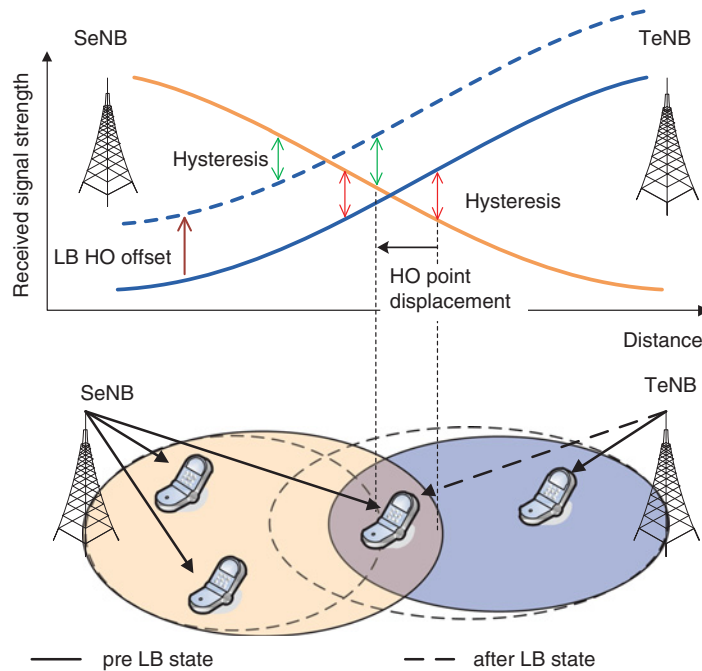 SeNB
TeNB
Received signal strength
Hysteresis
Hysteresis
LB HO offset
HO point
displacement
Distance
SeNB
TeNB
pre LB state
after LB state